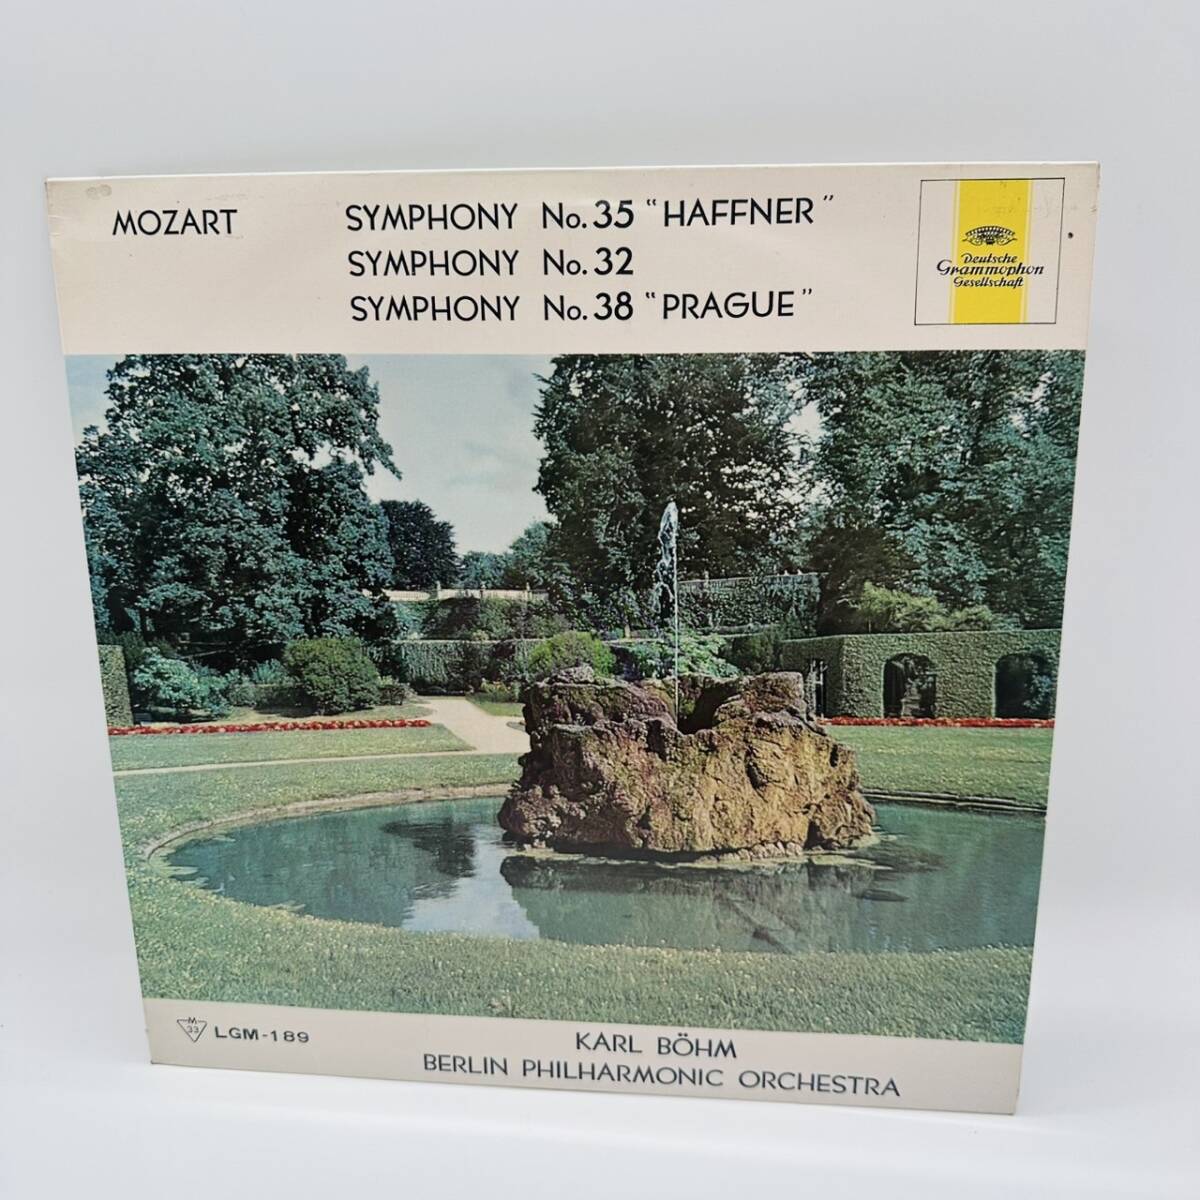 MOZART
SYMPHONY No. 35 "HAFFNER"
SYMPHONY No. 32
SYMPHONY No. 38 "PRAGUE"
Deutsche
Grammophon
Gesellschaft
M
33
LGM-189
KARL BÖHM
BERLIN PHILHARMONIC ORCHESTRA